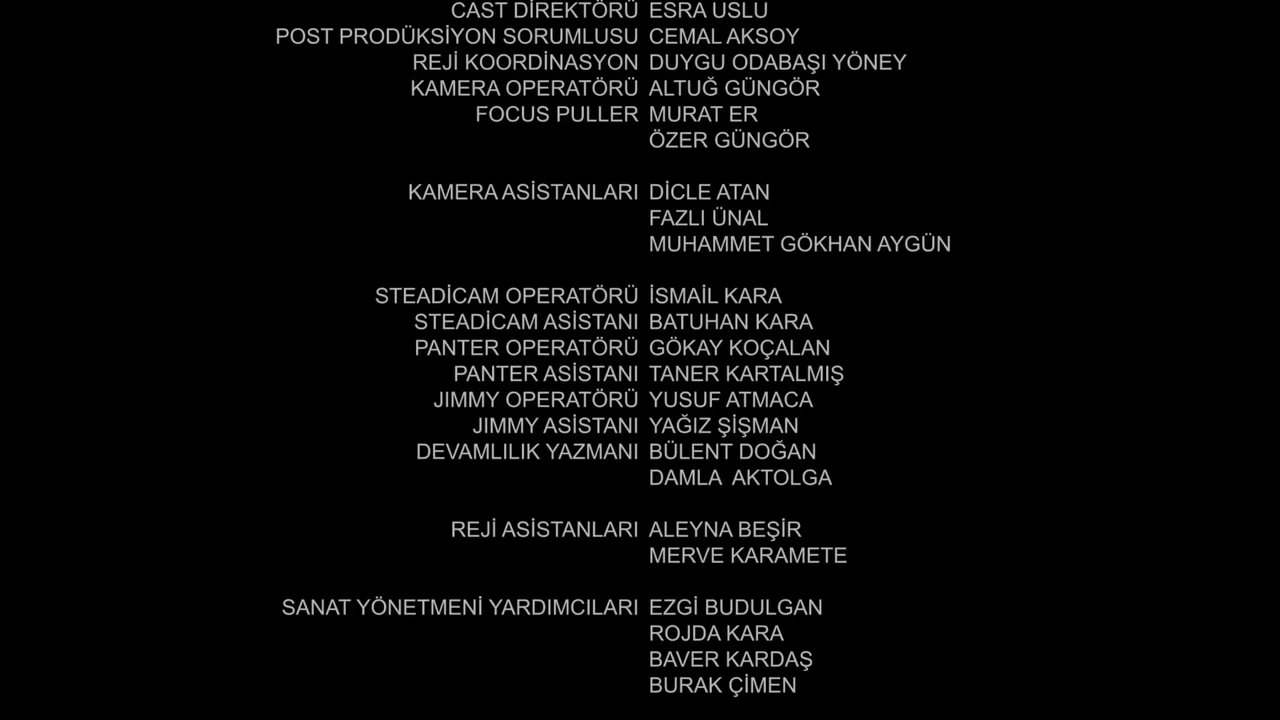 CAST DİREKTÖRÜ ESRA USLU
POST PRODÜKSİYON SORUMLUSU CEMAL AKSOY
REJİ KOORDİNASYON DUYGU ODABAŞI YÖNEY
KAMERA OPERATÖRÜ ALTUĞ GÜNGÖR
FOCUS PULLER MURAT ER
ÖZER GÜNGÖR
KAMERA ASİSTANLARI DİCLE ATAN
FAZLI ÜNAL
MUHAMMET GÖKHAN AYGÜN
STEADİCAM OPERATÖRÜ İSMAİL KARA
STEADİCAM ASİSTANI BATUHAN KARA
PANTER OPERATÖRÜ GÖKAY KOÇALAN
PANTER ASİSTANI TANER KARTALMIŞ
JIMMY OPERATÖRÜ YUSUF ATMACA
JIMMY ASİSTANI YAĞIZ ŞİŞMAN
DEVAMLILIK YAZMANI BÜLENT DOĞAN
DAMLA  AKTOLGA
REJİ ASİSTANLARI ALEYNA BEŞİR
MERVE KARAMETE
SANAT YÖNETMENİ YARDIMCILARI EZGİ BUDULGAN
ROJDA KARA
BAVER KARDAŞ
BURAK ÇİMEN